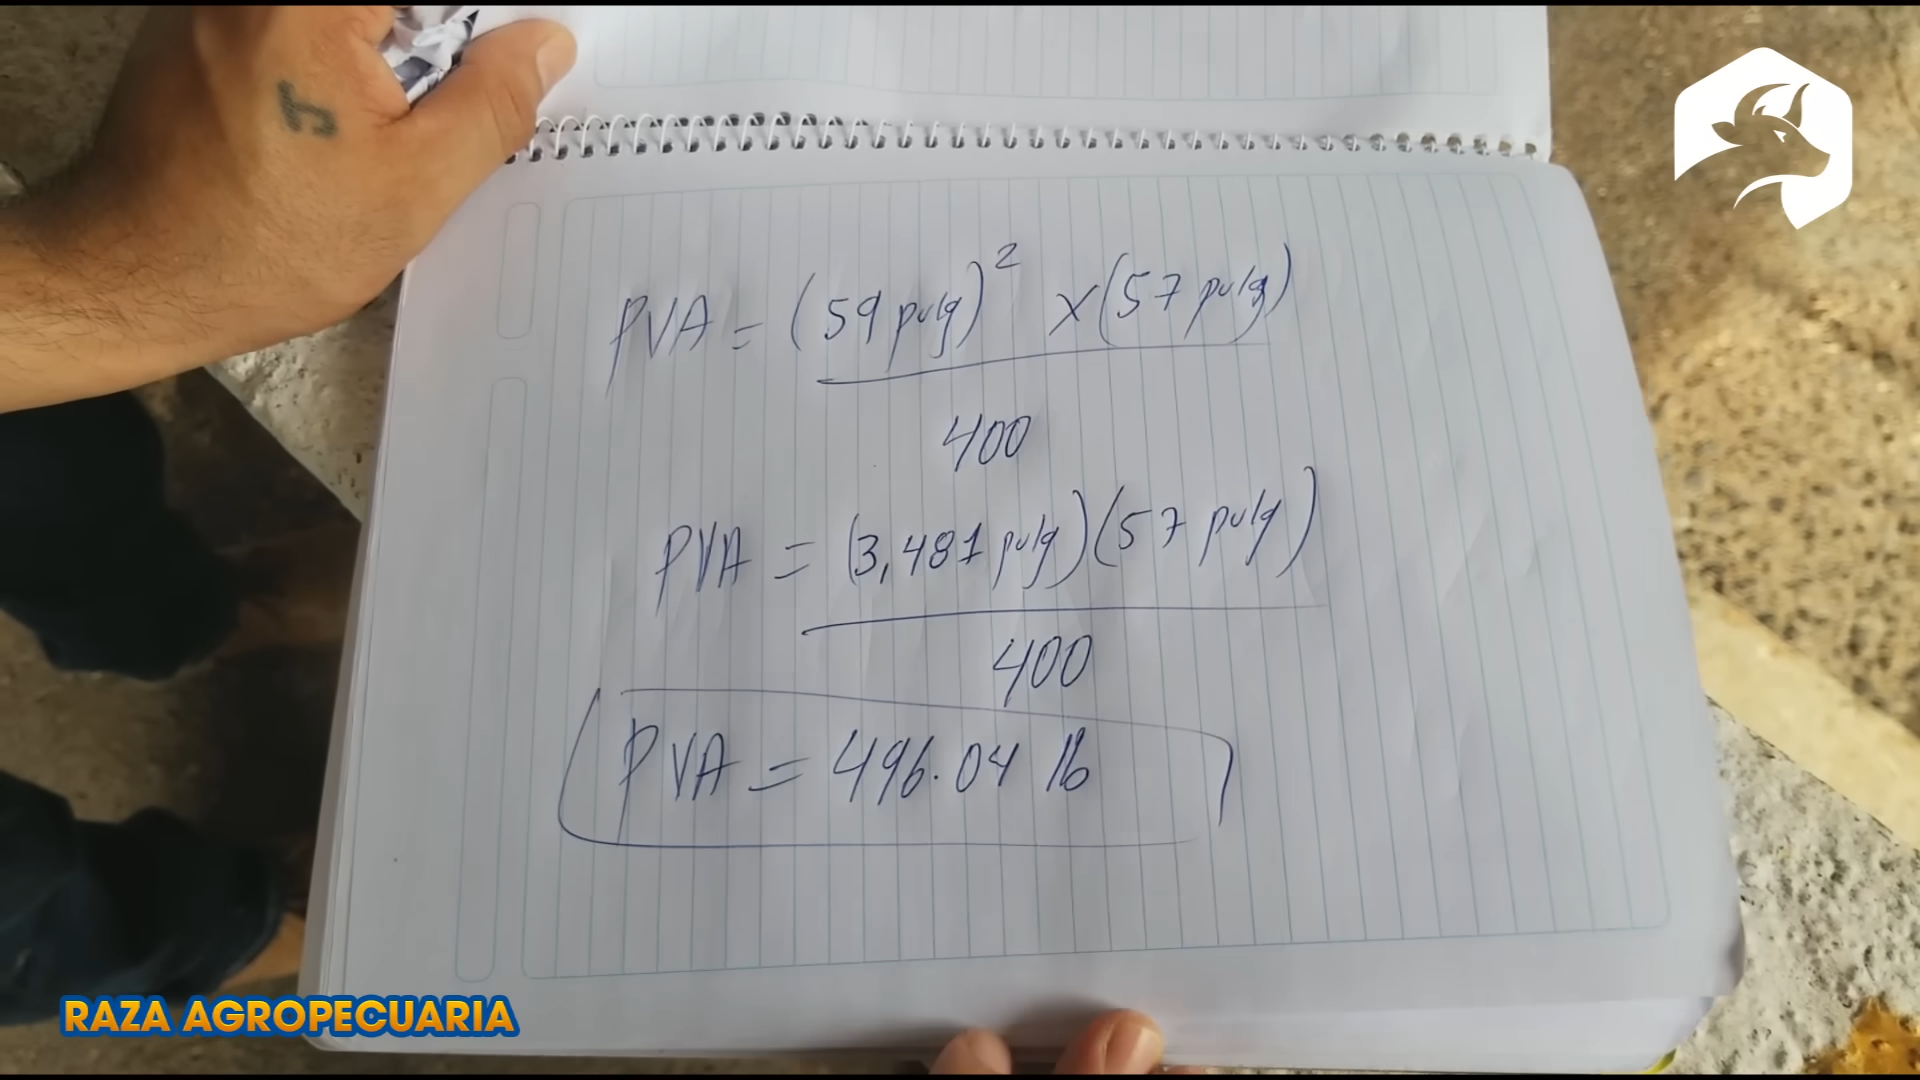 PVA = (59 pulg)² x (57 pulg)
400
PVA = (3,481 pulg)(57 pulg)
400
PVA = 496.04 lb
RAZA AGROPECUARIA